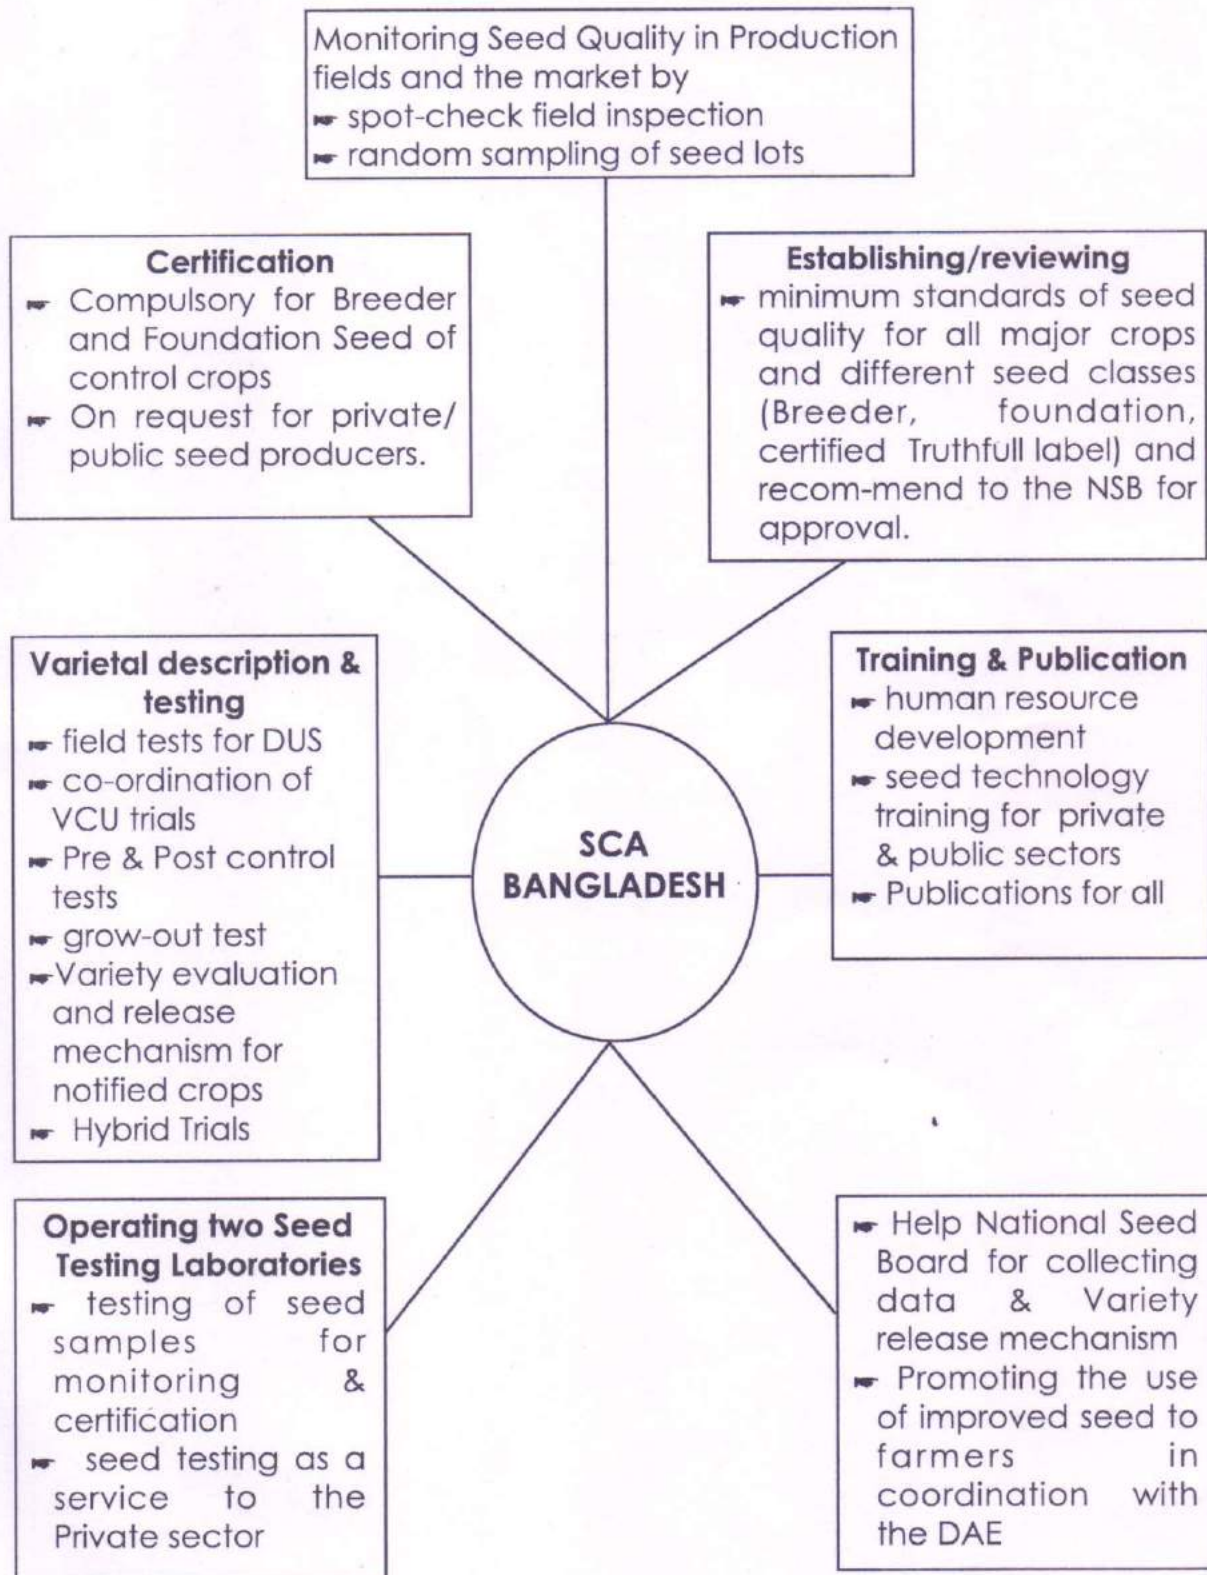 Monitoring Seed Quality in Production
fields and the market by
☛ spot-check field inspection
☛ random sampling of seed lots
Certification
☛ Compulsory for Breeder
and Foundation Seed of
control crops
☛ On request for private/
public seed producers.
Establishing/reviewing
☛ minimum standards of seed
quality for all major crops
and different seed classes
(Breeder, foundation,
certified Truthfull label) and
recom-mend to the NSB for
approval.
Varietal description &
testing
☛ field tests for DUS
☛ co-ordination of
VCU trials
☛ Pre & Post control
tests
☛ grow-out test
☛Variety evaluation
and release
mechanism for
notified crops
☛ Hybrid Trials
SCA
BANGLADESH
Training & Publication
☛ human resource
development
☛ seed technology
training for private
& public sectors
☛ Publications for all
Operating two Seed
Testing Laboratories
☛ testing of seed
samples for
monitoring &
certification
☛ seed testing as a
service to the
Private sector
☛ Help National Seed
Board for collecting
data & Variety
release mechanism
☛ Promoting the use
of improved seed to
farmers in
coordination with
the DAE